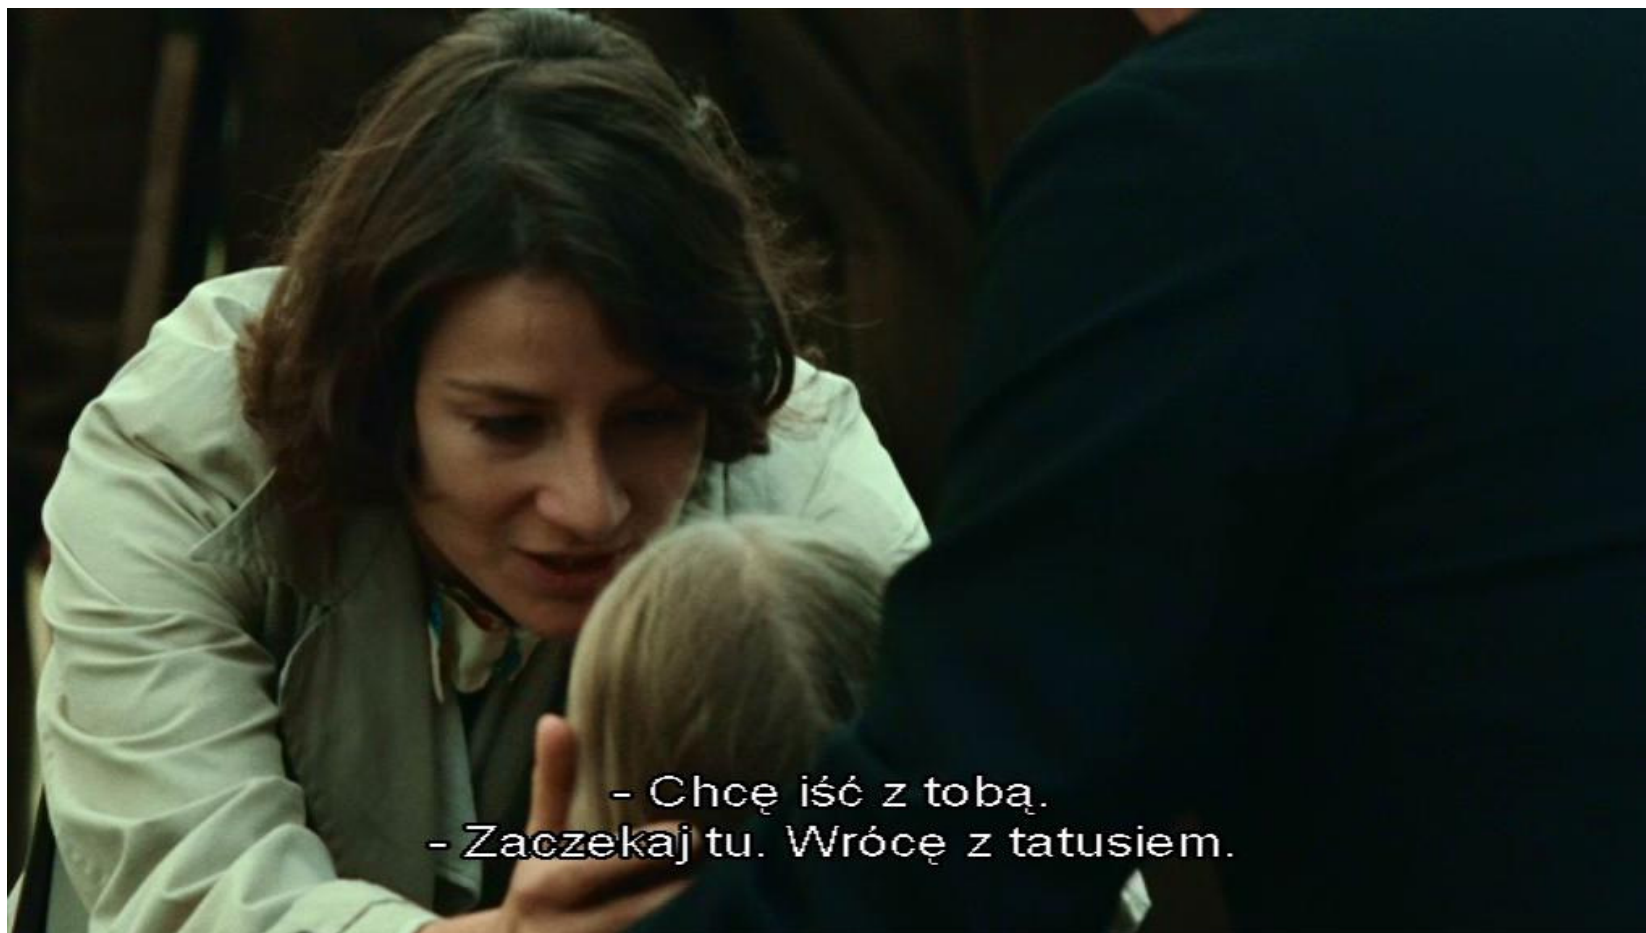 - Chcę iść z tobą.
- Zaczekaj tu. Wrócę z tatusiem.